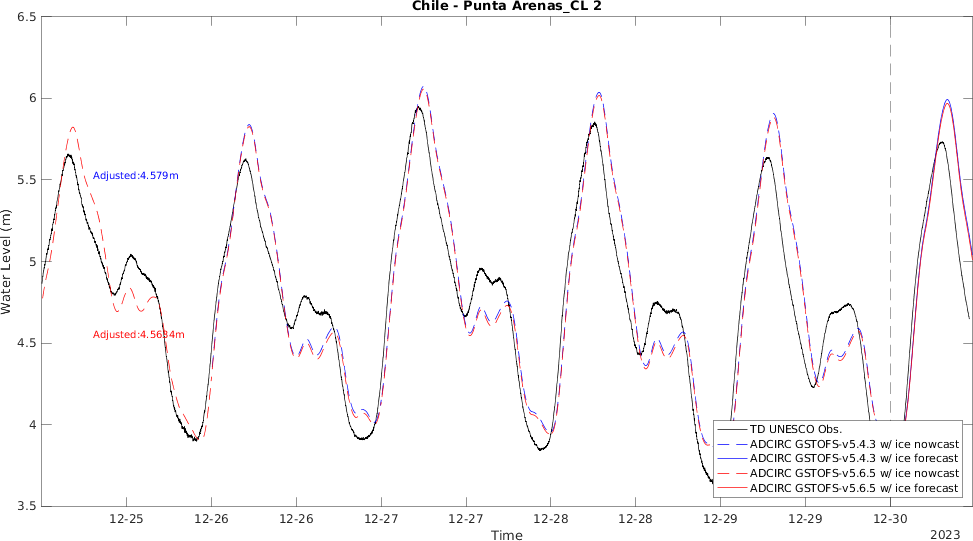 Chile - Punta Arenas_CL 2
6.5
6
5.5
5
4.5
4
3.5
Water Level (m)
Adjusted:4.579m
Adjusted:4.5634m
TD UNESCO Obs.
ADCIRC GSTOFS-v5.4.3 w/ ice nowcast
ADCIRC GSTOFS-v5.4.3 w/ ice forecast
ADCIRC GSTOFS-v5.6.5 w/ ice nowcast
ADCIRC GSTOFS-v5.6.5 w/ ice forecast
12-25 12-26 12-26 12-27 12-27 12-28 12-28 12-29 12-29 12-30
Time
2023